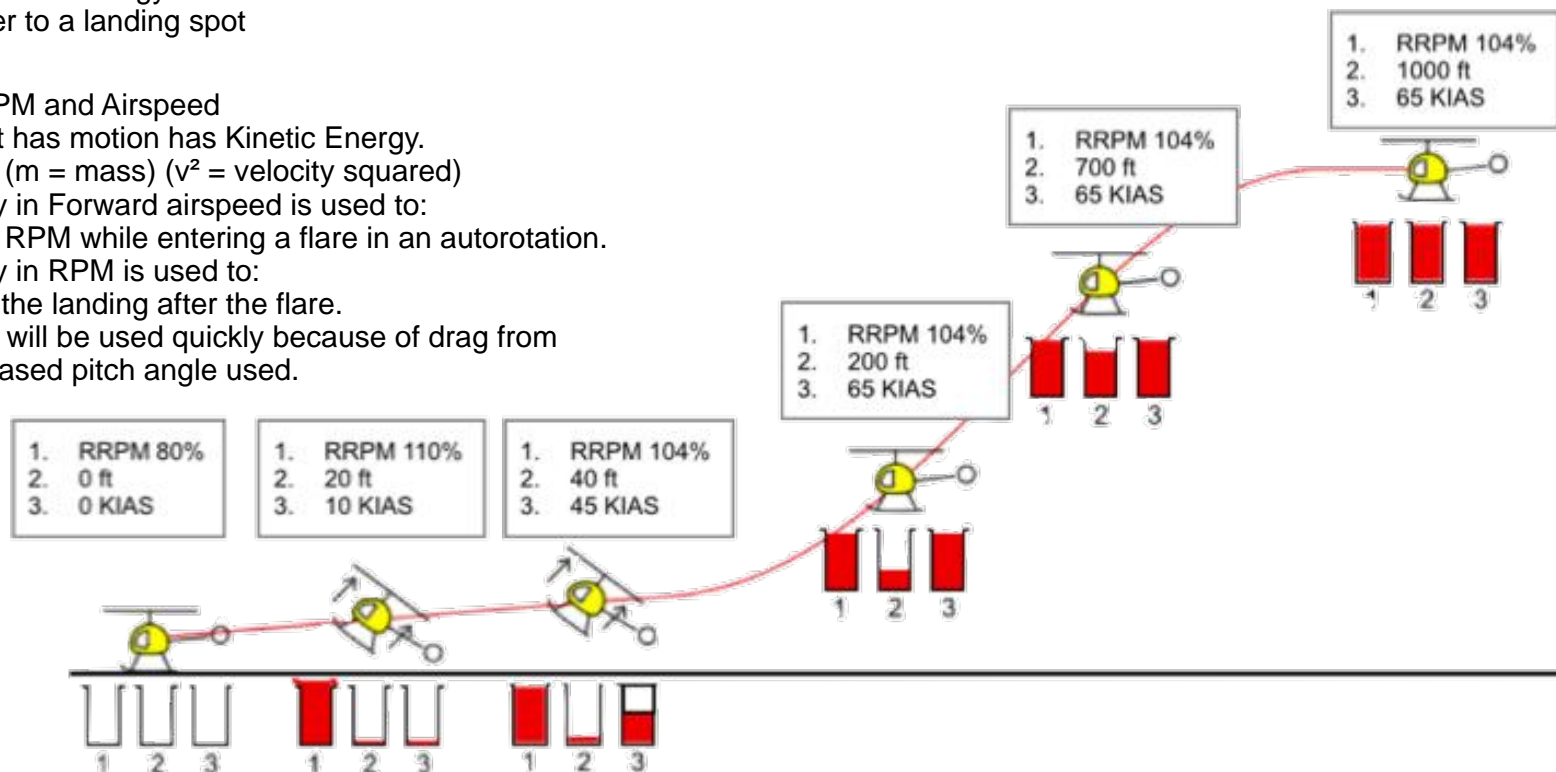 er to a landing spot
PM and Airspeed
t has motion has Kinetic Energy.
(m = mass) (v² = velocity squared)
y in Forward airspeed is used to:
RPM while entering a flare in an autorotation.
y in RPM is used to:
the landing after the flare.
will be used quickly because of drag from
ased pitch angle used.
1. RRPM 104%
2. 1000 ft
3. 65 KIAS
1 2 3
1. RRPM 104%
2. 700 ft
3. 65 KIAS
1 2 3
1. RRPM 104%
2. 200 ft
3. 65 KIAS
1 2 3
1. RRPM 80%
2. 0 ft
3. 0 KIAS
1. RRPM 110%
2. 20 ft
3. 10 KIAS
1. RRPM 104%
2. 40 ft
3. 45 KIAS
1 2 3 1 2 3 1 2 3